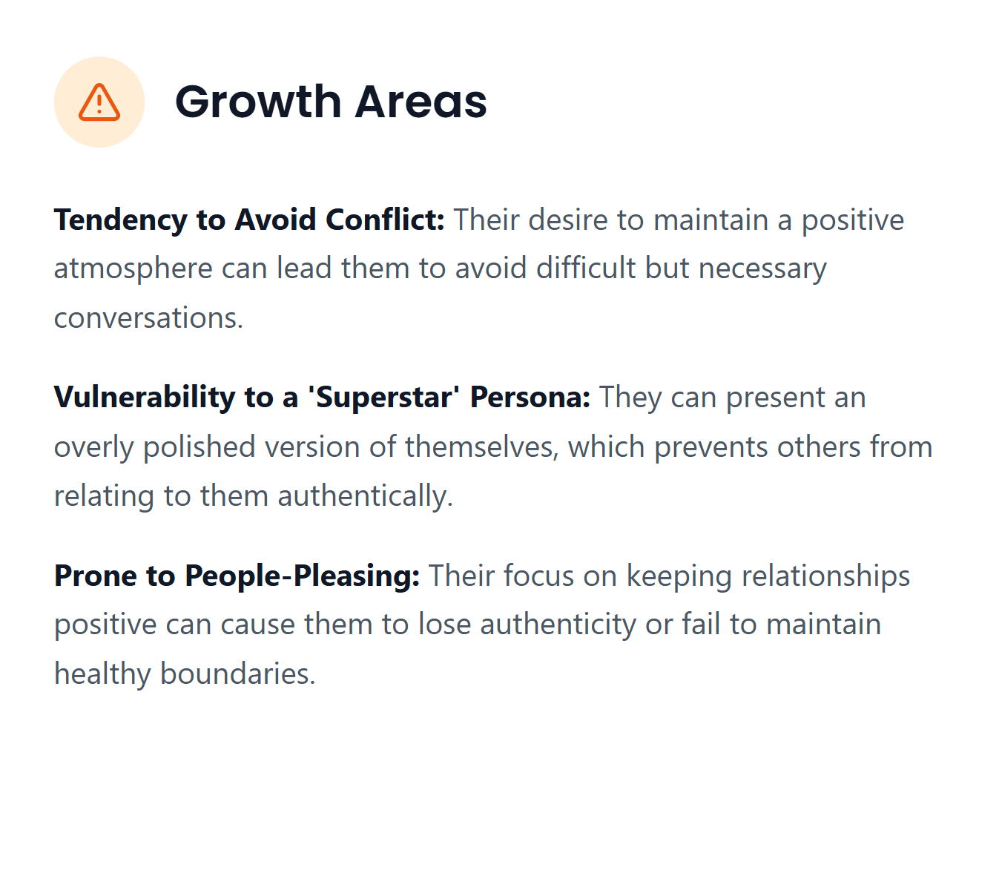 Growth Areas
Tendency to Avoid Conflict: Their desire to maintain a positive
atmosphere can lead them to avoid difficult but necessary
conversations.
Vulnerability to a 'Superstar' Persona: They can present an
overly polished version of themselves, which prevents others from
relating to them authentically.
Prone to People-Pleasing: Their focus on keeping relationships
positive can cause them to lose authenticity or fail to maintain
healthy boundaries.